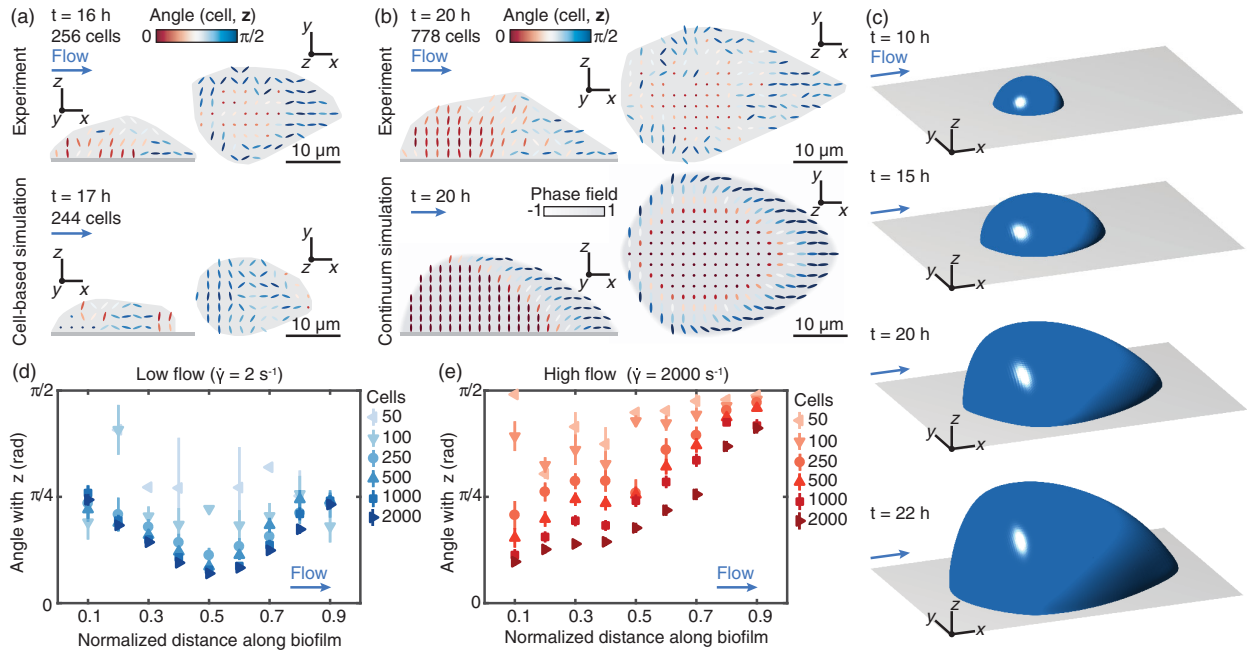 (a)
t = 16 h
256 cells
Flow
Angle (cell, z)
0
π/2
y
z
x
z
y
x
Experiment
10 µm
t = 17 h
244 cells
z
y
x
y
z
x
Cell-based simulation
10 µm
(b)
t = 20 h
778 cells
Flow
Angle (cell, z)
0
π/2
y
z
x
z
y
x
Experiment
10 µm
t = 20 h
Phase field
-1
1
y
z
x
z
y
x
Continuum simulation
10 µm
(c)
t = 10 h
Flow
y
z
x
t = 15 h
y
z
x
t = 20 h
y
z
x
t = 22 h
y
z
x
(d)
Low flow (γ̇ = 2 s⁻¹)
π/2
π/4
0
Angle with z (rad)
Cells
50
100
250
500
1000
2000
Flow
0.1 0.3 0.5 0.7 0.9
Normalized distance along biofilm
(e)
High flow (γ̇ = 2000 s⁻¹)
π/2
π/4
0
Angle with z (rad)
Cells
50
100
250
500
1000
2000
Flow
0.1 0.3 0.5 0.7 0.9
Normalized distance along biofilm